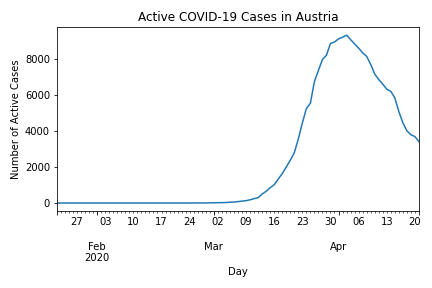 Active COVID-19 Cases in Austria
Number of Active Cases
8000
6000
4000
2000
0
27 03 10 17 24 02 09 16 23 30 06 13 20
Feb Mar Apr
2020
Day